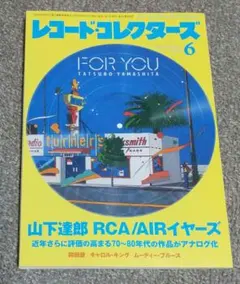 レコード・コレクターズ
6
FOR YOU
TATSURO YAMASHITA
山下達郎 RCA/AIRイヤーズ
近年さらに評価の高まる70〜80年代の作品がアナログ化
キャロル・キング ムーディー・ブルース